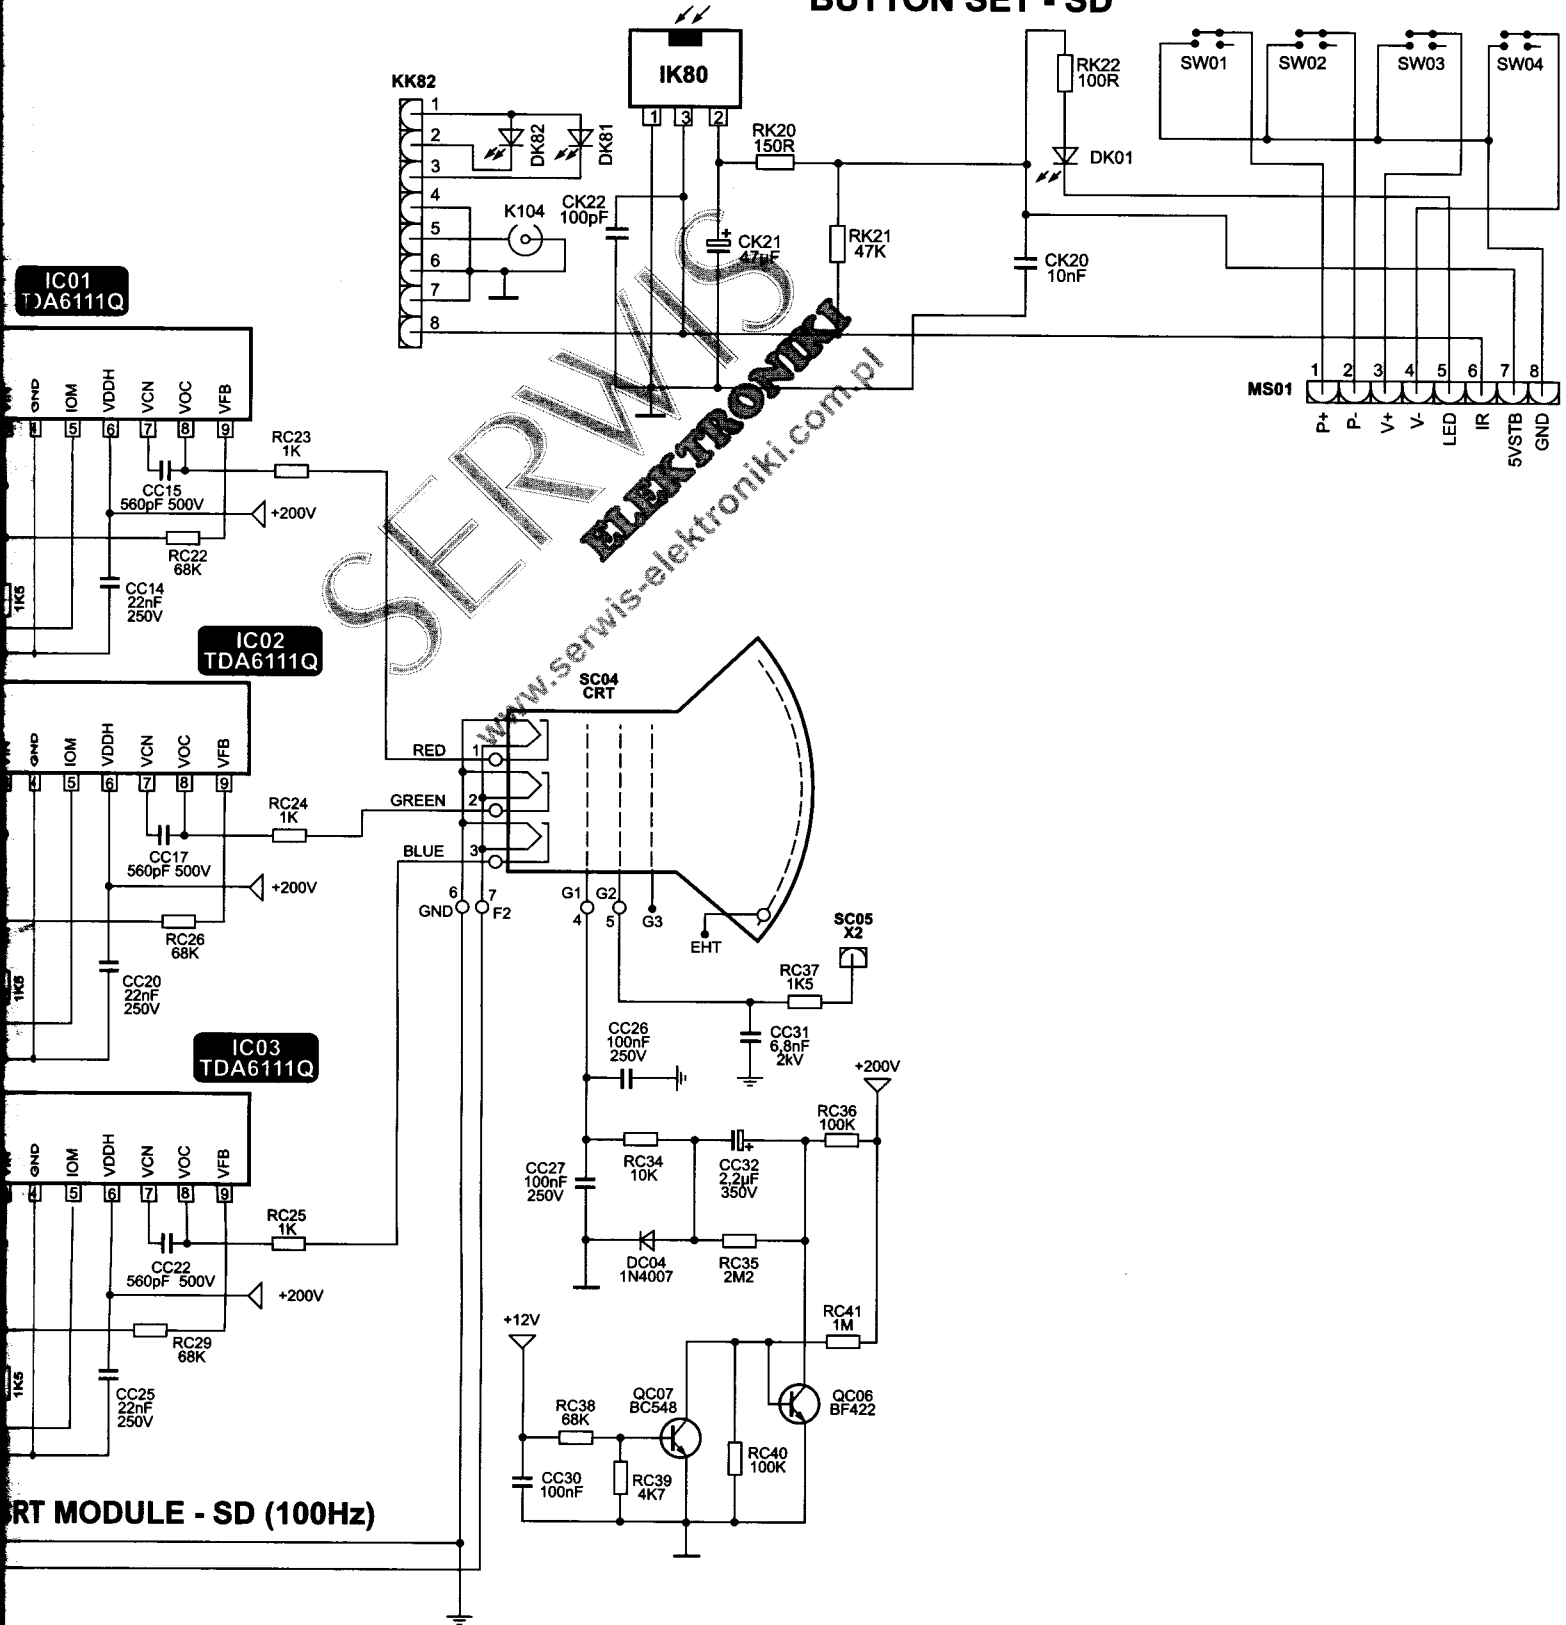 BUTTON SET - SD
KK82
1
2
3
4
5
6
7
8
DK82
DK81
K104
IK80
1
3
2
CK22
100pF
CK21
47µF
RK20
150R
RK21
47K
RK22
100R
DK01
CK20
10nF
SW01
SW02
SW03
SW04
MS01
1
2
3
4
5
6
7
8
P+
P-
V+
V-
LED
IR
5VSTB
GND
SERWIS
ELEKTRONIKI
www.serwis-elektroniki.com.pl
IC01
TDA6111Q
VIN
GND
IOM
VDDH
VCN
VOC
VFB
4
5
6
7
8
9
RC23
1K
CC15
560pF 500V
+200V
RC22
68K
CC14
22nF
250V
1K5
IC02
TDA6111Q
VIN
GND
IOM
VDDH
VCN
VOC
VFB
4
5
6
7
8
9
RC24
1K
CC17
560pF 500V
+200V
RC26
68K
CC20
22nF
250V
1K5
IC03
TDA6111Q
VIN
GND
IOM
VDDH
VCN
VOC
VFB
4
5
6
7
8
9
RC25
1K
CC22
560pF 500V
+200V
RC29
68K
CC25
22nF
250V
1K5
SC04
CRT
RED
1
GREEN
2
BLUE
3
6
GND
7
F2
G1
4
G2
5
G3
EHT
SC05
X2
RC37
1K5
CC31
6,8nF
2kV
CC26
100nF
250V
+200V
RC36
100K
RC34
10K
CC32
2,2µF
350V
CC27
100nF
250V
DC04
1N4007
RC35
2M2
+12V
RC41
1M
RC38
68K
QC07
BC548
QC06
BF422
CC30
100nF
RC39
4K7
RC40
100K
RT MODULE - SD (100Hz)